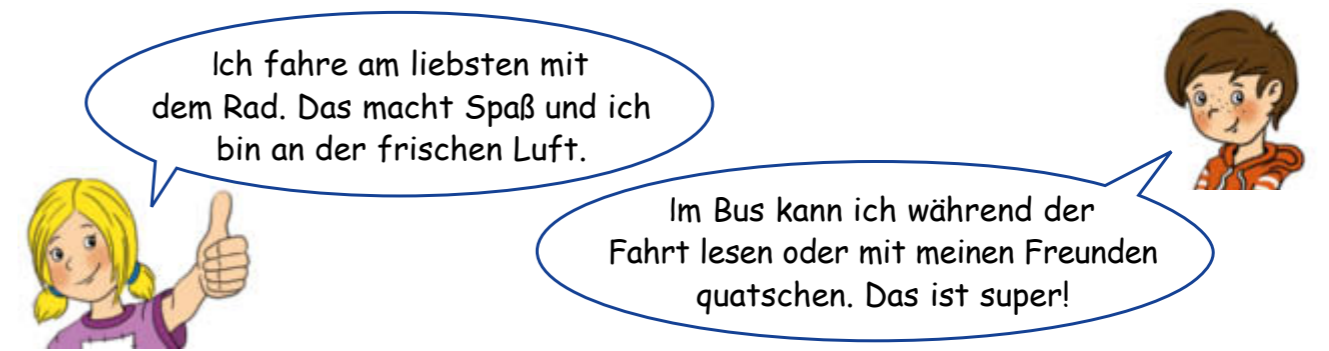 Ich fahre am liebsten mit
dem Rad. Das macht Spaß und ich
bin an der frischen Luft.
Im Bus kann ich während der
Fahrt lesen oder mit meinen Freunden
quatschen. Das ist super!